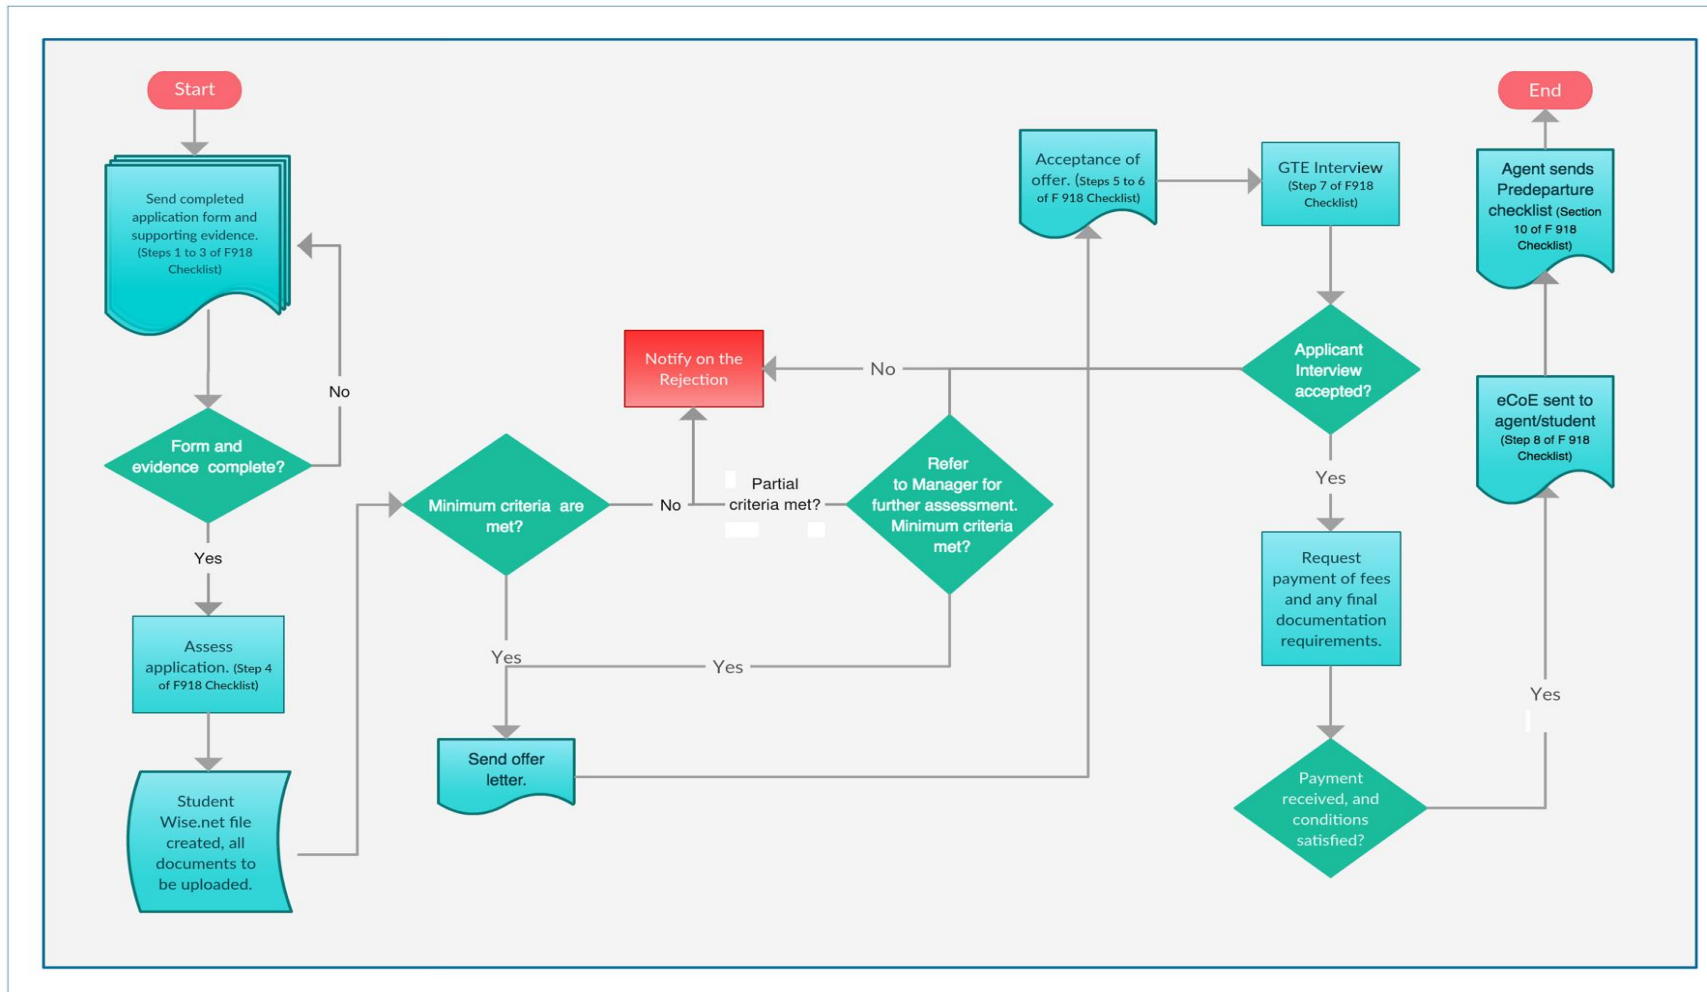 Start
Send completed
application form and
supporting evidence.
(Steps 1 to 3 of F918
Checklist)
No
Form and
evidence complete?
Yes
Assess
application. (Step 4
of F918 Checklist)
Student
Wise.net file
created, all
documents to
be uploaded.
Minimum criteria are
met?
No
Partial
criteria met?
Notify on the
Rejection
No
Refer
to Manager for
further assessment.
Minimum criteria
met?
Yes
Yes
Send offer
letter.
Acceptance of
offer. (Steps 5 to 6
of F 918 Checklist)
GTE Interview
(Step 7 of F918
Checklist)
Applicant
Interview
accepted?
Yes
Request
payment of fees
and any final
documentation
requirements.
Payment
received, and
conditions
satisfied?
Yes
eCoE sent to
agent/student
(Step 8 of F 918
Checklist)
Agent sends
Predeparture
checklist (Section
10 of F 918
Checklist)
End